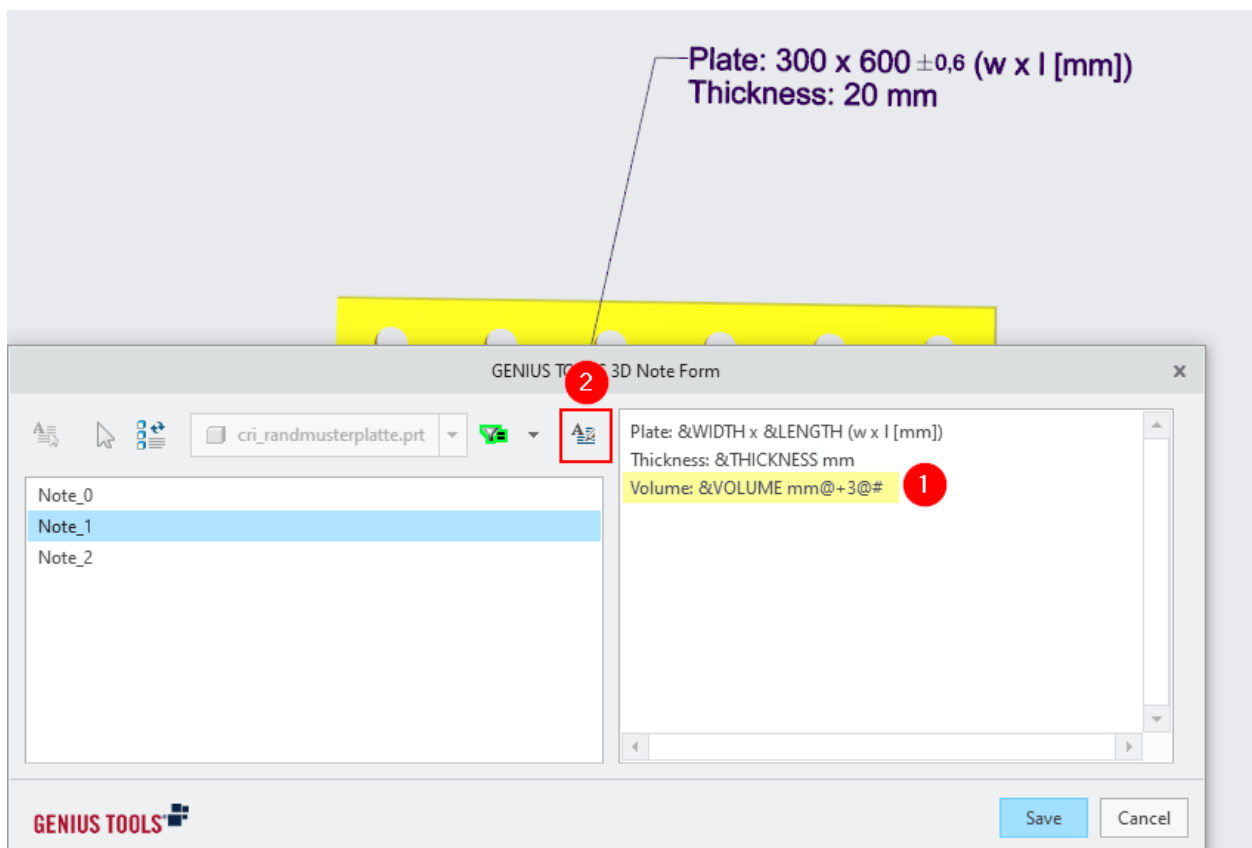 Plate: 300 x 600 ±0,6 (w x l [mm])
Thickness: 20 mm
GENIUS TO 3D Note Form
2
cri_randmusterplatte.prt
Plate: &WIDTH x &LENGTH (w x l [mm])
Thickness: &THICKNESS mm
Volume: &VOLUME mm@+3@# 1
Note_0
Note_1
Note_2
GENIUS TOOLS
Save Cancel